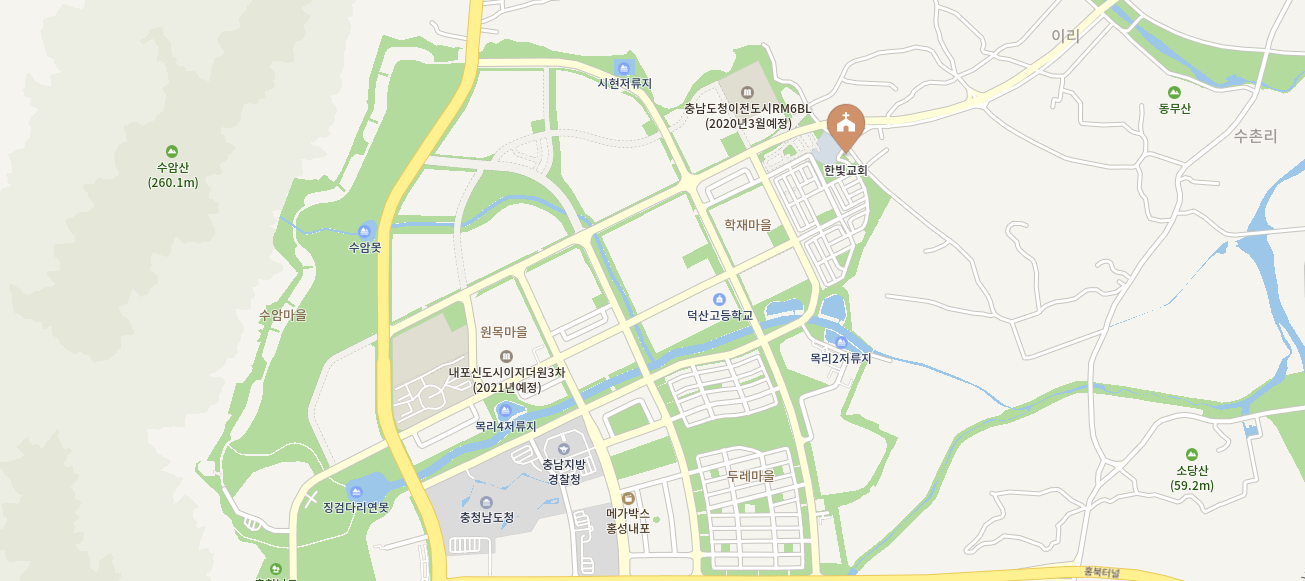 이리
시현저류지
충남도청이전도시RM6BL
(2020년3월예정)
동무산
수촌리
수암산
(260.1m)
한빛교회
학재마을
수암못
수암마을
덕산고등학교
원목마을
목리2저류지
내포신도시이지더원3차
(2021년예정)
목리4저류지
충남지방
경찰청
두레마을
소당산
(59.2m)
징검다리연못
충청남도청
메가박스
홍성내포
홍북터널